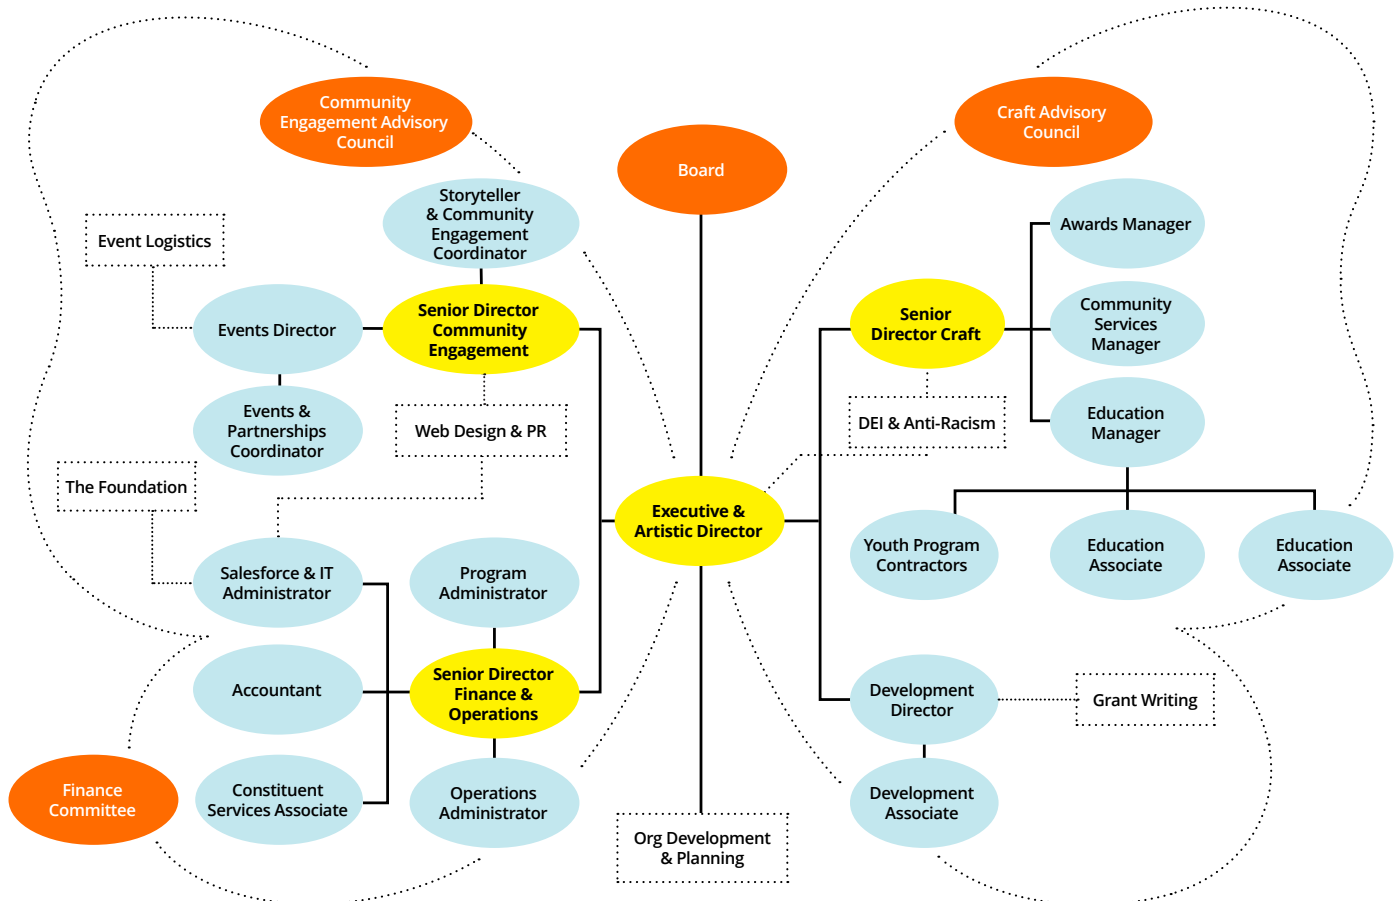 Community
Engagement Advisory
Council
Craft Advisory
Council
Board
Storyteller
& Community
Engagement
Coordinator
Awards Manager
Event Logistics
Events Director
Senior Director
Community
Engagement
Senior
Director Craft
Community
Services
Manager
Events &
Partnerships
Coordinator
Web Design & PR
DEI & Anti-Racism
Education
Manager
The Foundation
Executive &
Artistic Director
Salesforce & IT
Administrator
Program
Administrator
Youth Program
Contractors
Education
Associate
Education
Associate
Accountant
Senior Director
Finance &
Operations
Development
Director
Grant Writing
Finance
Committee
Constituent
Services Associate
Operations
Administrator
Org Development
& Planning
Development
Associate